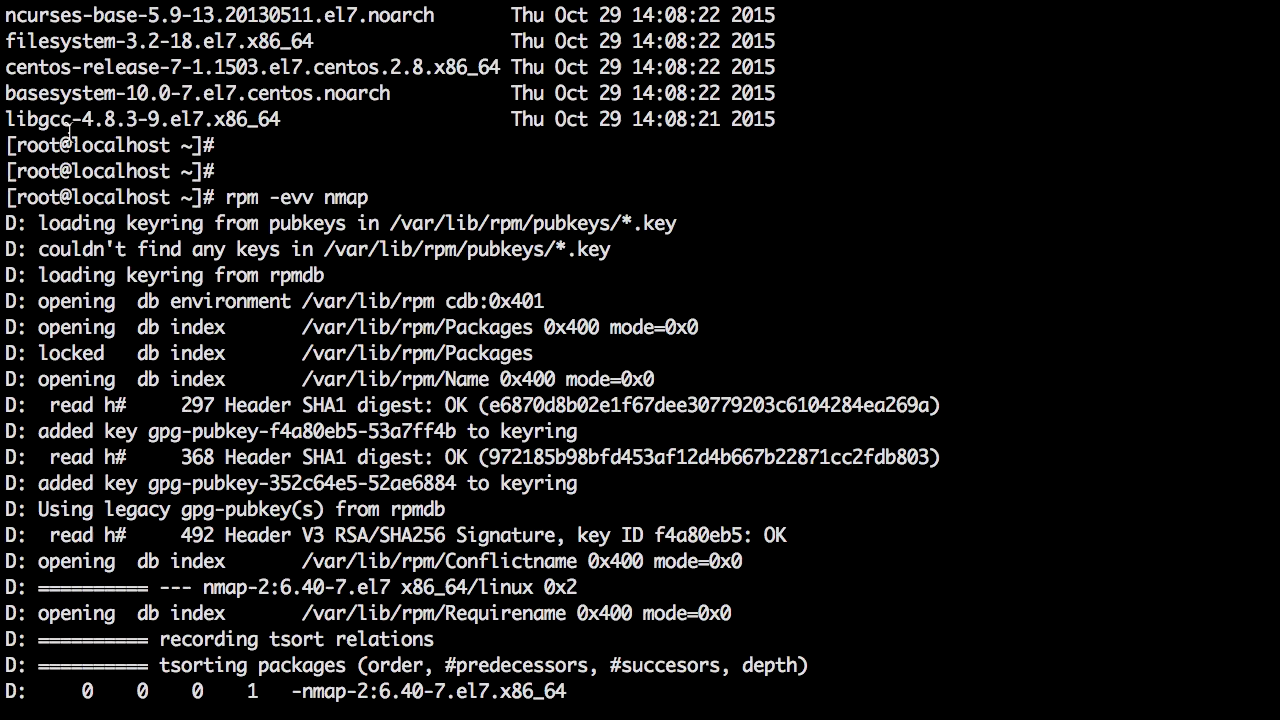 ncurses-base-5.9-13.20130511.el7.noarch       Thu Oct 29 14:08:22 2015
filesystem-3.2-18.el7.x86_64                  Thu Oct 29 14:08:22 2015
centos-release-7-1.1503.el7.centos.2.8.x86_64 Thu Oct 29 14:08:22 2015
basesystem-10.0-7.el7.centos.noarch           Thu Oct 29 14:08:22 2015
libgcc-4.8.3-9.el7.x86_64                     Thu Oct 29 14:08:21 2015
[root@localhost ~]#
[root@localhost ~]#
[root@localhost ~]# rpm -evv nmap
D: loading keyring from pubkeys in /var/lib/rpm/pubkeys/*.key
D: couldn't find any keys in /var/lib/rpm/pubkeys/*.key
D: loading keyring from rpmdb
D: opening  db environment /var/lib/rpm cdb:0x401
D: opening  db index       /var/lib/rpm/Packages 0x400 mode=0x0
D: locked   db index       /var/lib/rpm/Packages
D: opening  db index       /var/lib/rpm/Name 0x400 mode=0x0
D:  read h#     297 Header SHA1 digest: OK (e6870d8b02e1f67dee30779203c6104284ea269a)
D: added key gpg-pubkey-f4a80eb5-53a7ff4b to keyring
D:  read h#     368 Header SHA1 digest: OK (972185b98bfd453af12d4b667b22871cc2fdb803)
D: added key gpg-pubkey-352c64e5-52ae6884 to keyring
D: Using legacy gpg-pubkey(s) from rpmdb
D:  read h#     492 Header V3 RSA/SHA256 Signature, key ID f4a80eb5: OK
D: opening  db index       /var/lib/rpm/Conflictname 0x400 mode=0x0
D: ========== --- nmap-2:6.40-7.el7 x86_64/linux 0x2
D: opening  db index       /var/lib/rpm/Requirename 0x400 mode=0x0
D: ========== recording tsort relations
D: ========== tsorting packages (order, #predecessors, #succesors, depth)
D:     0    0    0    1   -nmap-2:6.40-7.el7.x86_64